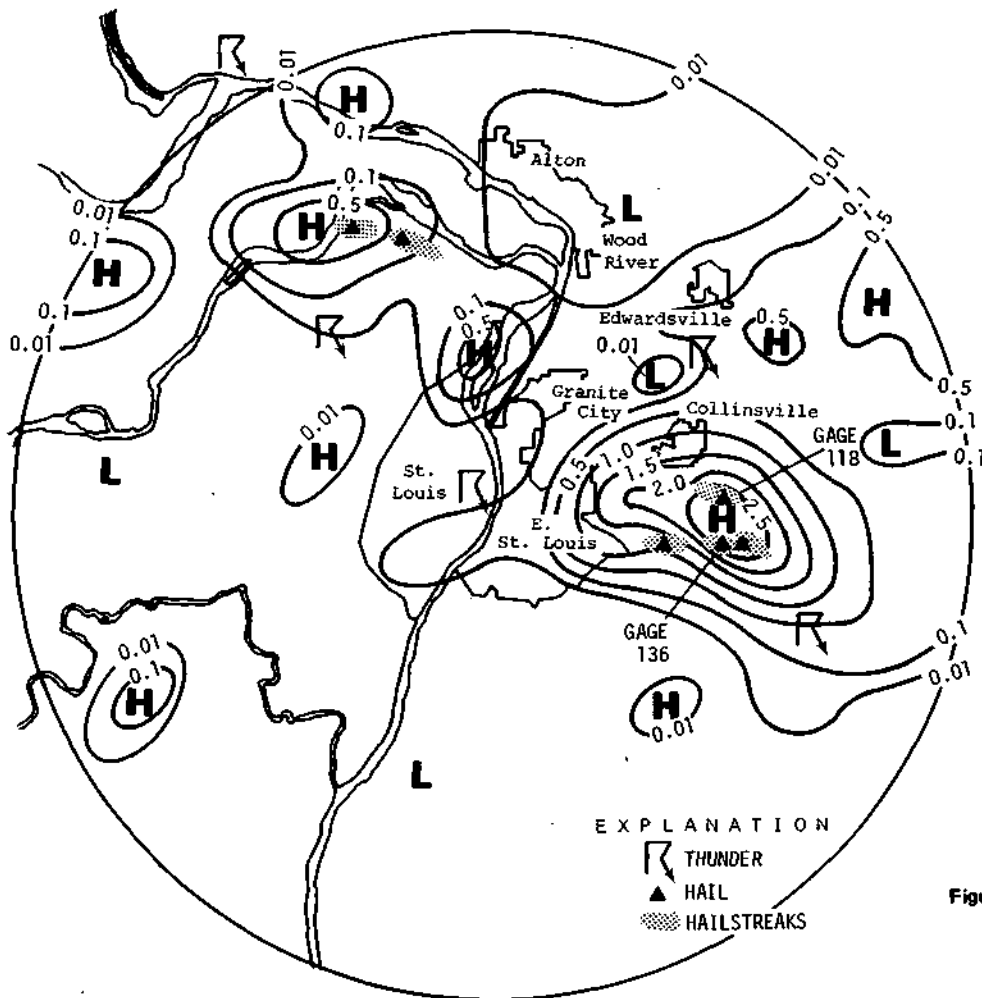 0.01
H
0.01
0.1
Alton
0.1
0.5
H
L
Wood
River
0.01
0.1
0.5
0.01
0.1
H
0.1
0.01
H
0.1
0.5
H
Edwardsville
0.5
H
0.01
L
0.5
Granite
City
Collinsville
0.01
H
L
GAGE
118
0.1
L
0.1
St.
Louis
0.5
1.0
1.5
2.0
H
2.5
E.
St. Louis
GAGE
136
0.1
0.01
0.01
0.1
H
H
0.01
L
EXPLANATION
THUNDER
HAIL
HAILSTREAKS
Figu